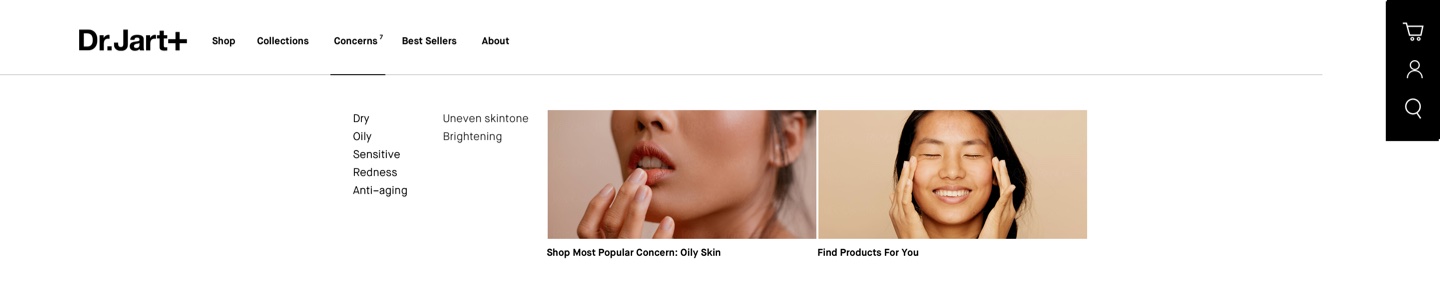 Dr.Jart+
Shop
Collections
Concerns 7
Best Sellers
About
Dry
Oily
Sensitive
Redness
Anti-aging
Uneven skintone
Brightening
Shop Most Popular Concern: Oily Skin
Find Products For You